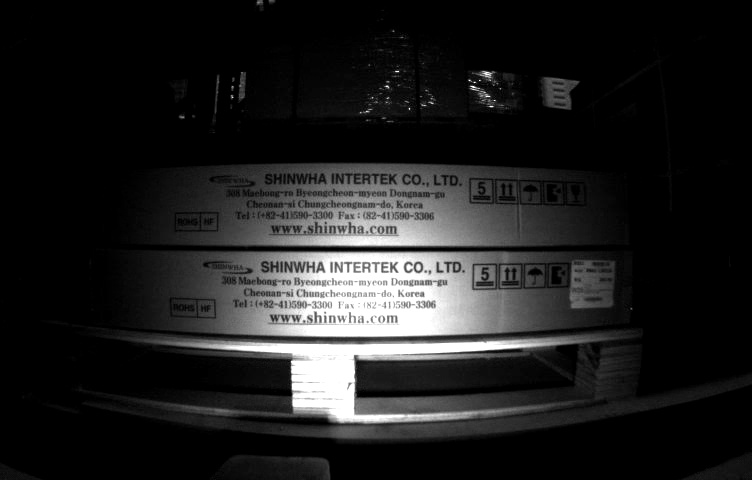 SHINWHA
SHINWHA INTERTEK CO., LTD.
308 Maebong-ro Byeongcheon-myeon Dongnam-gu
Cheonan-si Chungcheongnam-do, Korea
Tel : (+82-41)590-3300 Fax : (82-41)590-3306
www.shinwha.com
ROHS HF
5
SHINWHA
SHINWHA INTERTEK CO., LTD.
308 Maebong-ro Byeongcheon-myeon Dongnam-gu
Cheonan-si Chungcheongnam-do, Korea
Tel : (+82-41)590-3300 Fax : (82-41)590-3306
www.shinwha.com
ROHS HF
5